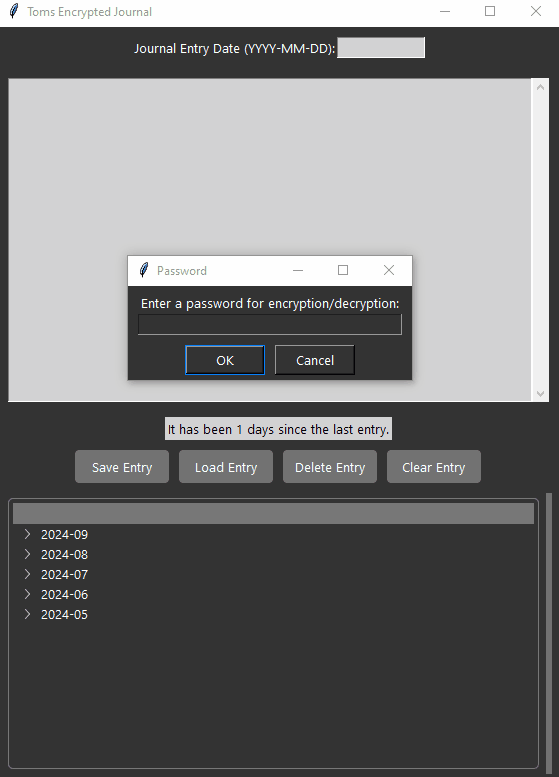 Toms Encrypted Journal
Journal Entry Date (YYYY-MM-DD):
Password
Enter a password for encryption/decryption:
OK Cancel
It has been 1 days since the last entry.
Save Entry Load Entry Delete Entry Clear Entry
2024-09
2024-08
2024-07
2024-06
2024-05